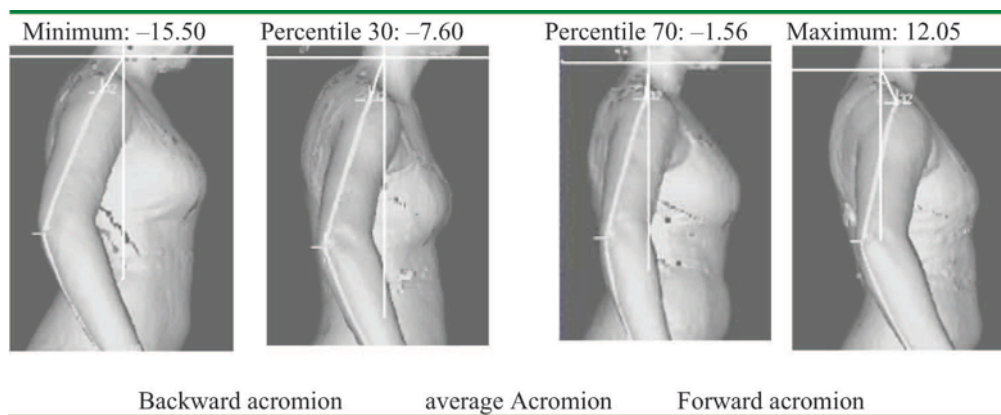 Minimum: –15.50 Percentile 30: –7.60 Percentile 70: –1.56 Maximum: 12.05
Backward acromion average Acromion Forward acromion